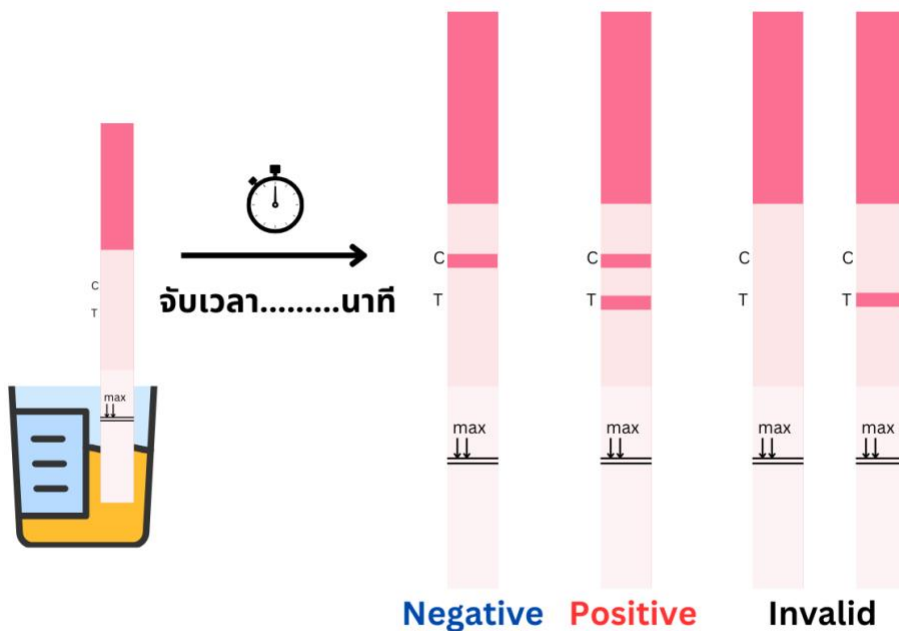 C
T
max
จับเวลา.........นาที
C
T
max
Negative
C
T
max
Positive
C
T
max
C
T
max
Invalid